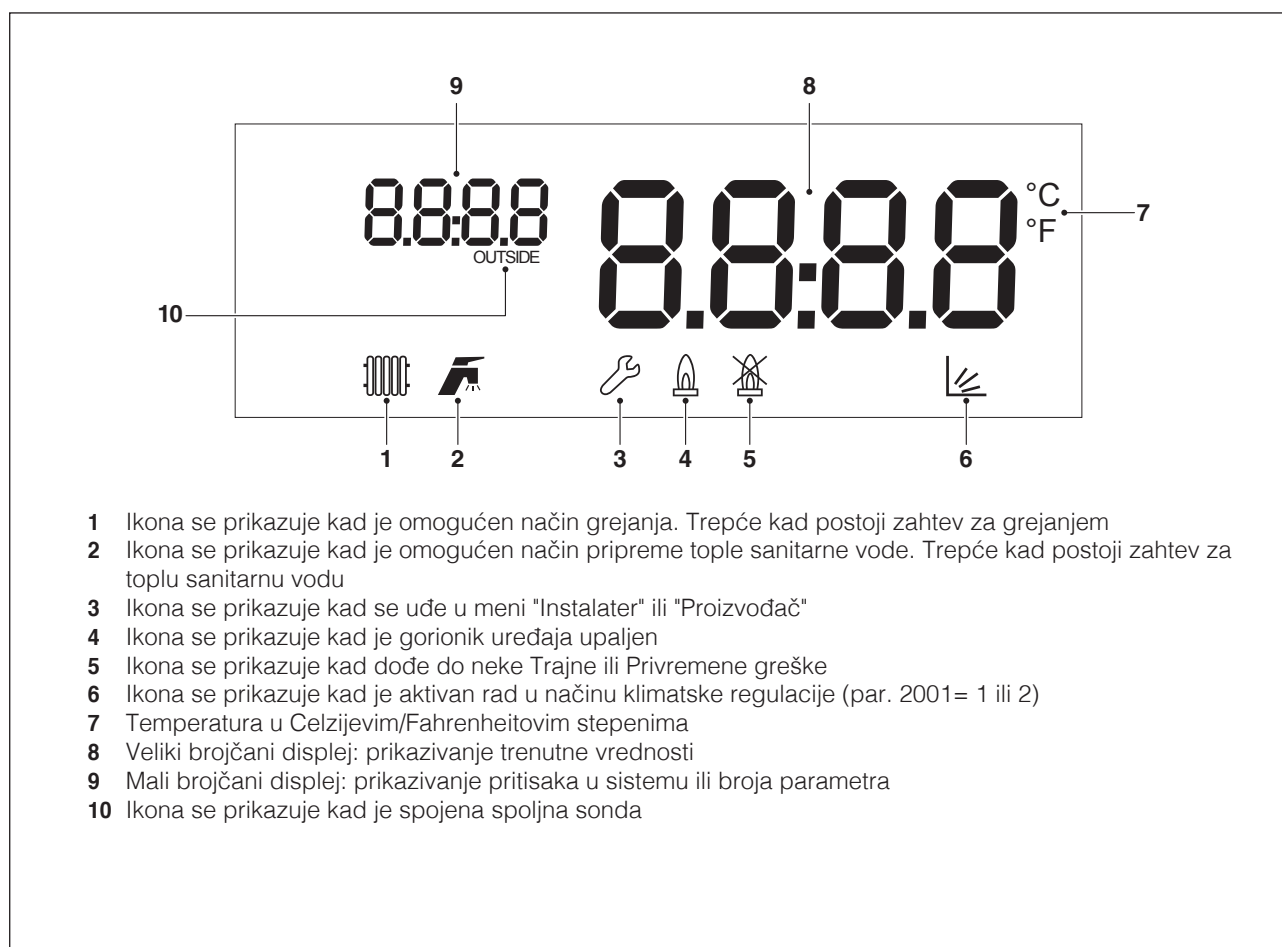 9 8
8.8:8.8 8.8:8.8 °C
°F 7
OUTSIDE
10
1 2 3 4 5 6
1 Ikona se prikazuje kad je omogućen način grejanja. Trepće kad postoji zahtev za grejanjem
2 Ikona se prikazuje kad je omogućen način pripreme tople sanitarne vode. Trepće kad postoji zahtev za
toplu sanitarnu vodu
3 Ikona se prikazuje kad se uđe u meni "Instalater" ili "Proizvođač"
4 Ikona se prikazuje kad je gorionik uređaja upaljen
5 Ikona se prikazuje kad dođe do neke Trajne ili Privremene greške
6 Ikona se prikazuje kad je aktivan rad u načinu klimatske regulacije (par. 2001= 1 ili 2)
7 Temperatura u Celzijevim/Fahrenheitovim stepenima
8 Veliki brojčani displej: prikazivanje trenutne vrednosti
9 Mali brojčani displej: prikazivanje pritisaka u sistemu ili broja parametra
10 Ikona se prikazuje kad je spojena spoljna sonda